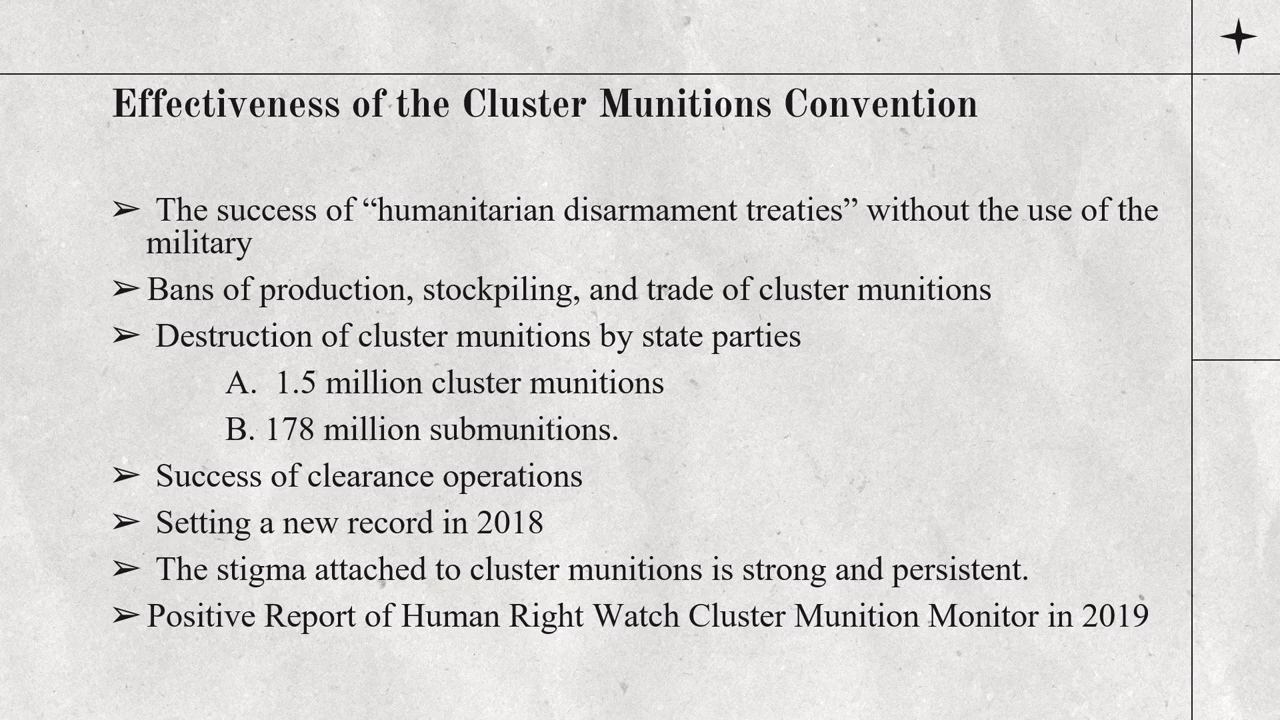 Effectiveness of the Cluster Munitions Convention
➢ The success of “humanitarian disarmament treaties” without the use of the
military
➢ Bans of production, stockpiling, and trade of cluster munitions
➢ Destruction of cluster munitions by state parties
A. 1.5 million cluster munitions
B. 178 million submunitions.
➢ Success of clearance operations
➢ Setting a new record in 2018
➢ The stigma attached to cluster munitions is strong and persistent.
➢ Positive Report of Human Right Watch Cluster Munition Monitor in 2019